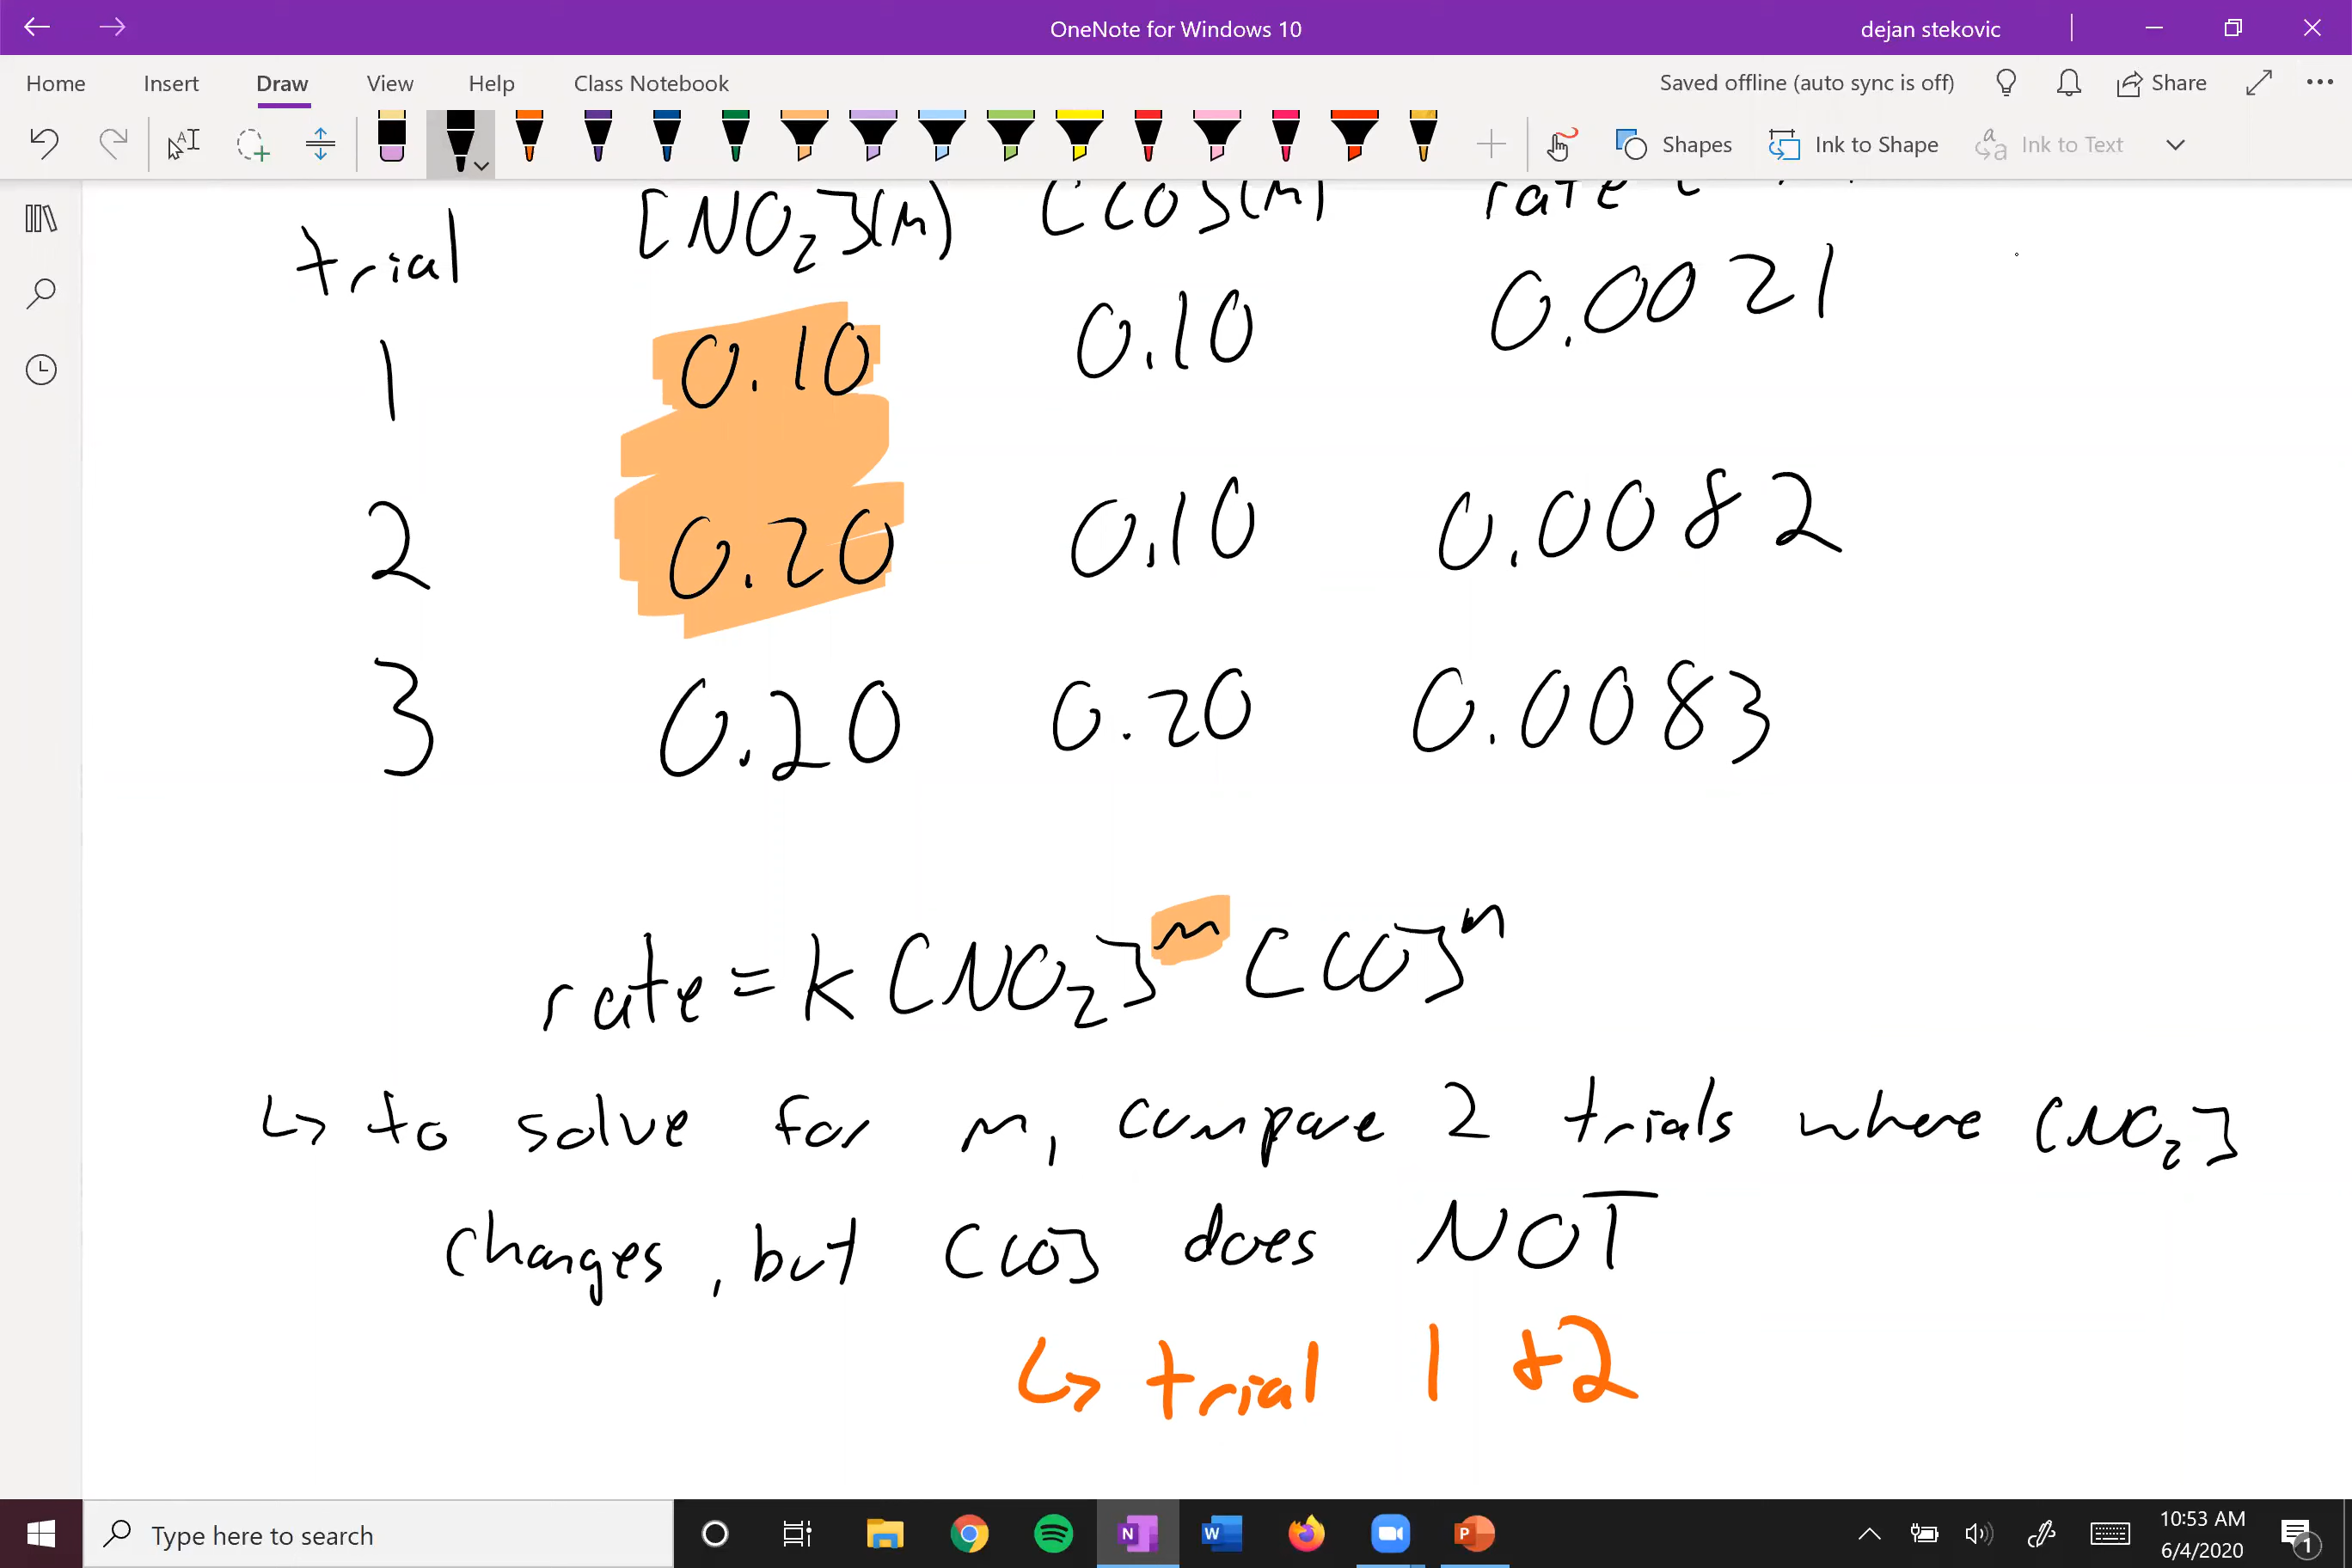 OneNote for Windows 10
dejan stekovic
Home Insert Draw View Help Class Notebook
Saved offline (auto sync is off) Share
Shapes Ink to Shape Ink to Text
trial [NO2](M) [CO](M) rate
1 0.10 0.10 0.0021
2 0.20 0.10 0.0082
3 0.20 0.20 0.0083
rate = k [NO2]^m [CO]^n
↳ to solve for m, compare 2 trials where [NO2]
changes, but [CO] does NOT
↳ trial 1 + 2
Type here to search
10:53 AM
6/4/2020
1